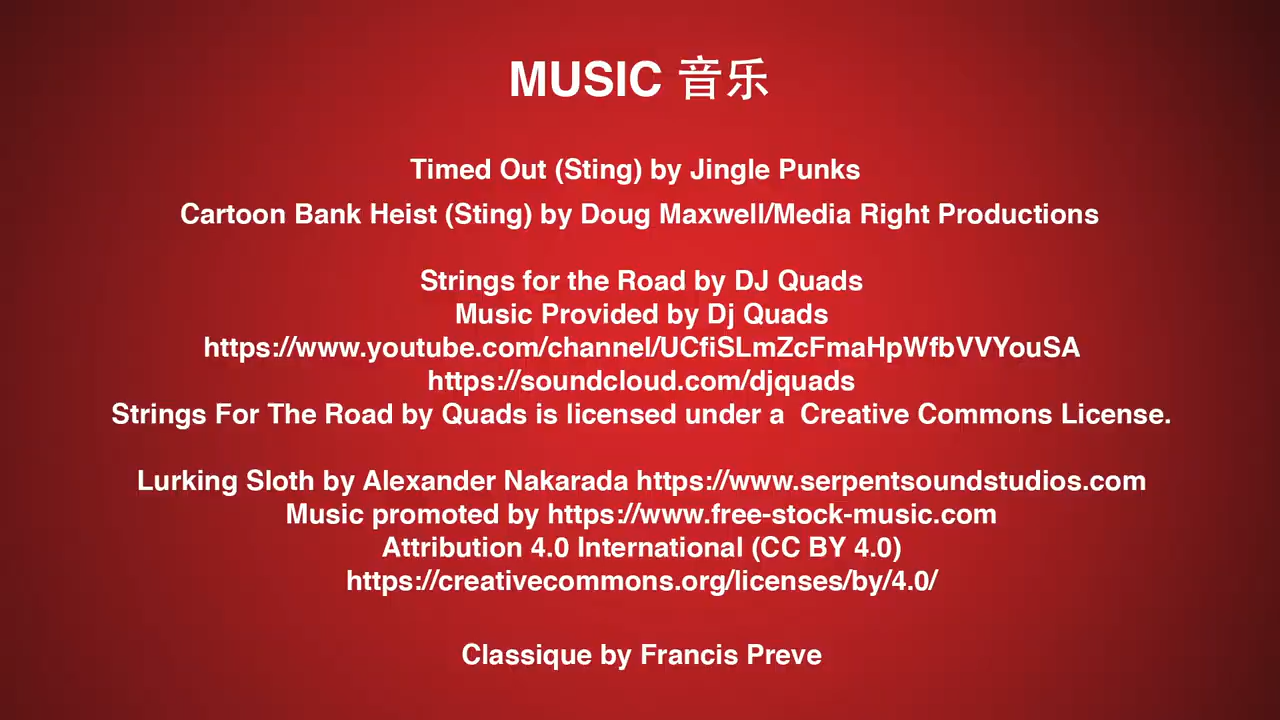 MUSIC 音乐
Timed Out (Sting) by Jingle Punks
Cartoon Bank Heist (Sting) by Doug Maxwell/Media Right Productions
Strings for the Road by DJ Quads
Music Provided by Dj Quads
https://www.youtube.com/channel/UCfiSLmZcFmaHpWfbVVYouSA
https://soundcloud.com/djquads
Strings For The Road by Quads is licensed under a  Creative Commons License.
Lurking Sloth by Alexander Nakarada https://www.serpentsoundstudios.com
Music promoted by https://www.free-stock-music.com
Attribution 4.0 International (CC BY 4.0)
https://creativecommons.org/licenses/by/4.0/
Classique by Francis Preve